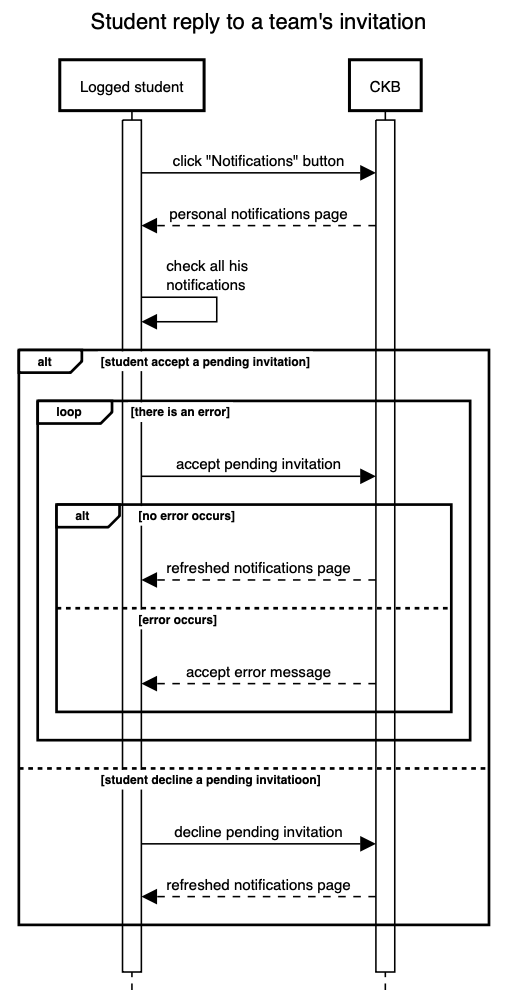 Student reply to a team's invitation
Logged student
CKB
click "Notifications" button
personal notifications page
check all his
notifications
alt
[student accept a pending invitation]
loop
[there is an error]
accept pending invitation
alt
[no error occurs]
refreshed notifications page
[error occurs]
accept error message
[student decline a pending invitatioon]
decline pending invitation
refreshed notifications page